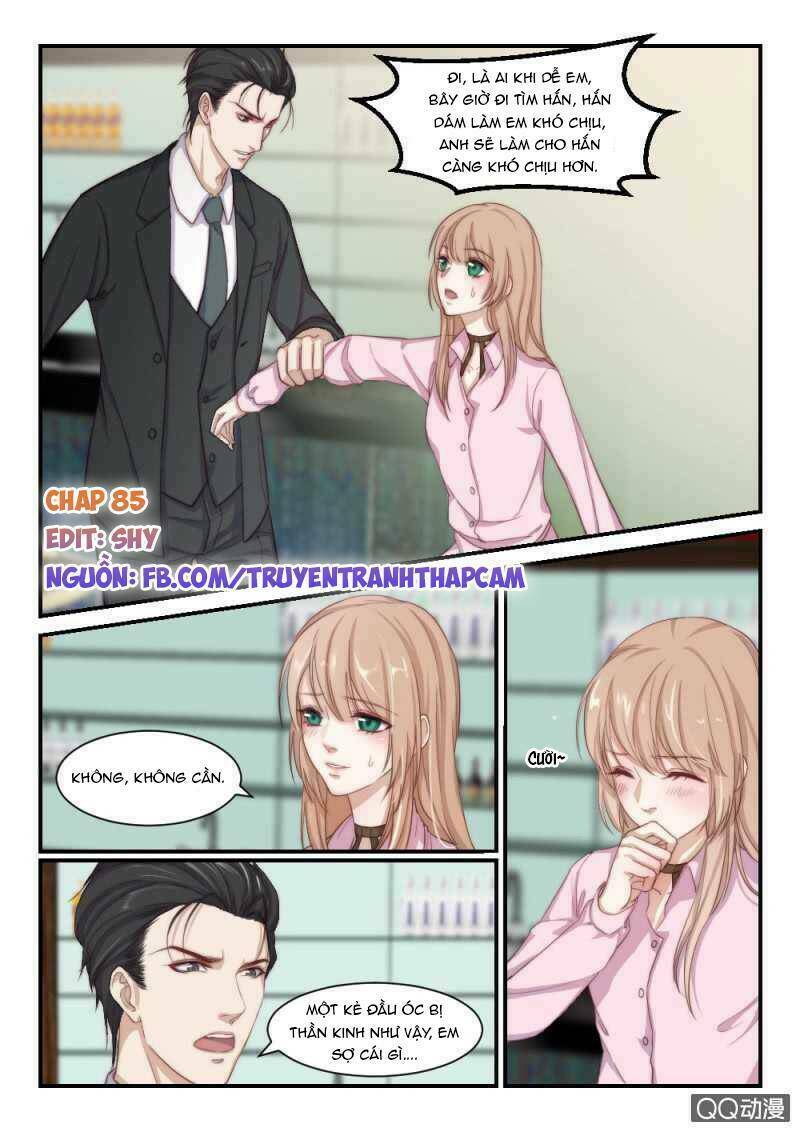 ĐI, LÀ AI KHI DỄ EM,
BÂY GIỜ ĐI TÌM HẮN, HẮN
DÁM LÀM EM KHÓ CHỊU,
ANH SẼ LÀM CHO HẮN
CÀNG KHÓ CHỊU HƠN.
CHAP 85
EDIT: SHY
NGUỒN: FB.COM/TRUYENTRANHTHAPCAM
KHÔNG, KHÔNG CẦN.
CƯỜI~
MỘT KẺ ĐẦU ÓC BỊ
THẦN KINH NHƯ VẬY, EM
SỢ CÁI GÌ....
QQ动漫